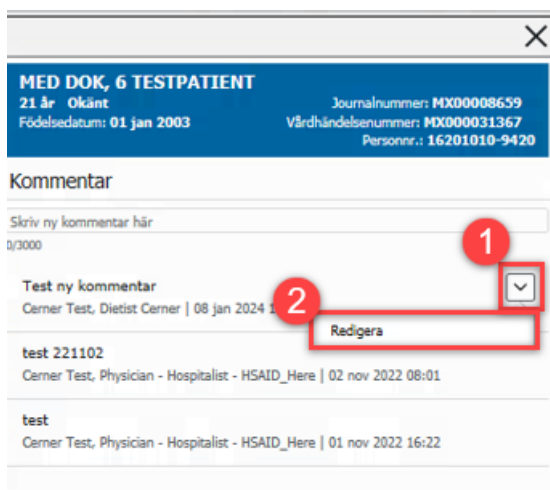 MED DOK, 6 TESTPATIENT
21 år Okänt
Journalnummer: MX00008659
Födelsedatum: 01 jan 2003
Vårdhändelsenummer: MX000031367
Personnr.: 16201010-9420
Kommentar
Skriv ny kommentar här
0/3000
1
Test ny kommentar
Cerner Test, Dietist Cerner | 08 jan 2024
2
Redigera
test 221102
Cerner Test, Physician - Hospitalist - HSAID_Here | 02 nov 2022 08:01
test
Cerner Test, Physician - Hospitalist - HSAID_Here | 01 nov 2022 16:22